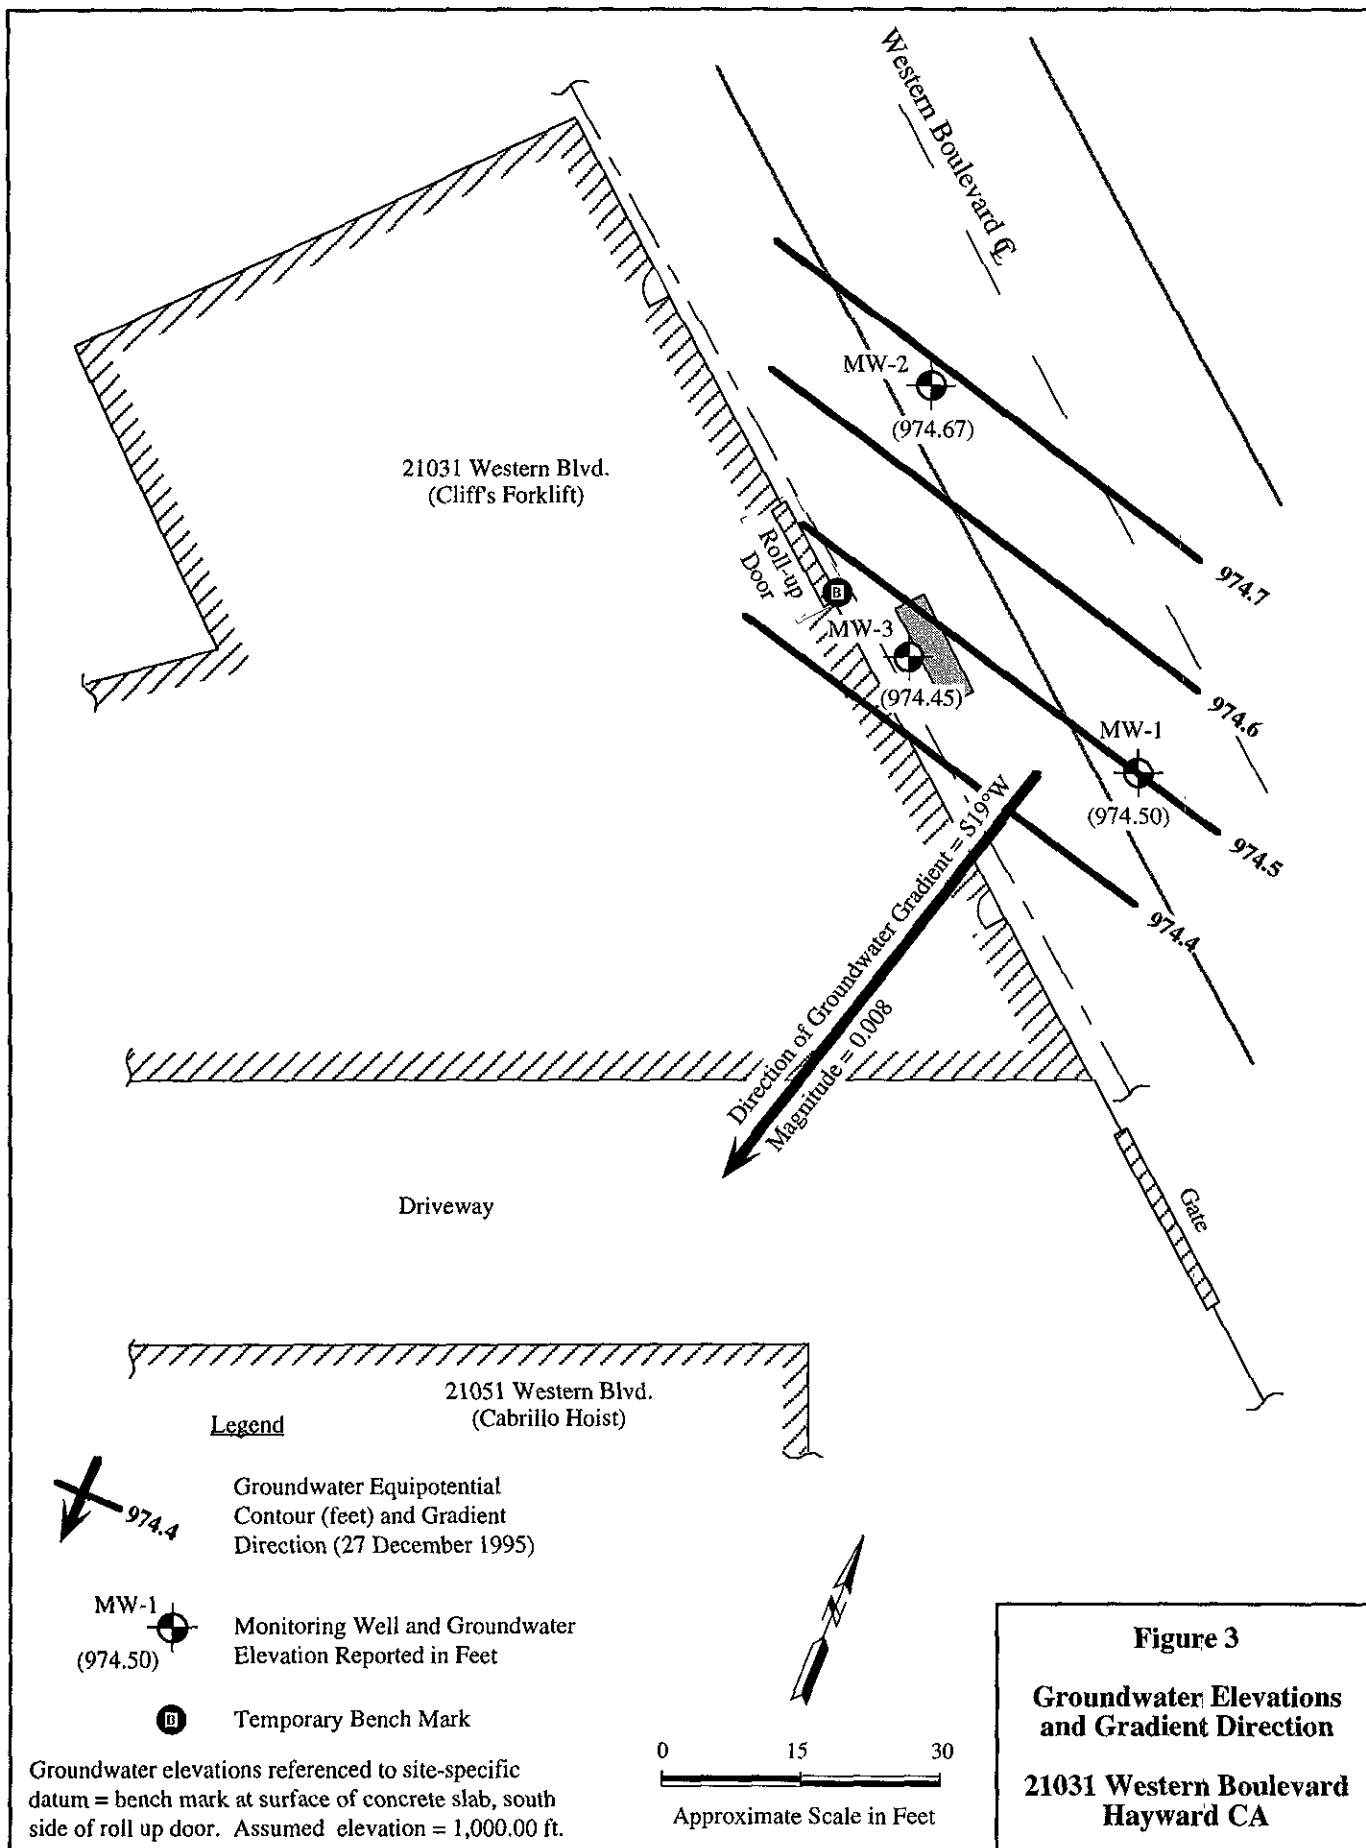 Western Boulevard ℄
MW-2
(974.67)
21031 Western Blvd.
(Cliff's Forklift)
Roll-up
Door
B
974.7
MW-3
(974.45)
974.6
MW-1
(974.50)
974.5
974.4
Direction of Groundwater Gradient = S19°W
Magnitude = 0.008
Driveway
Gate
21051 Western Blvd.
(Cabrillo Hoist)
Legend
974.4
Groundwater Equipotential
Contour (feet) and Gradient
Direction (27 December 1995)
MW-1
(974.50)
Monitoring Well and Groundwater
Elevation Reported in Feet
B
Temporary Bench Mark
Groundwater elevations referenced to site-specific
datum = bench mark at surface of concrete slab, south
side of roll up door. Assumed elevation = 1,000.00 ft.
N
0 15 30
Approximate Scale in Feet
Figure 3
Groundwater Elevations
and Gradient Direction
21031 Western Boulevard
Hayward CA